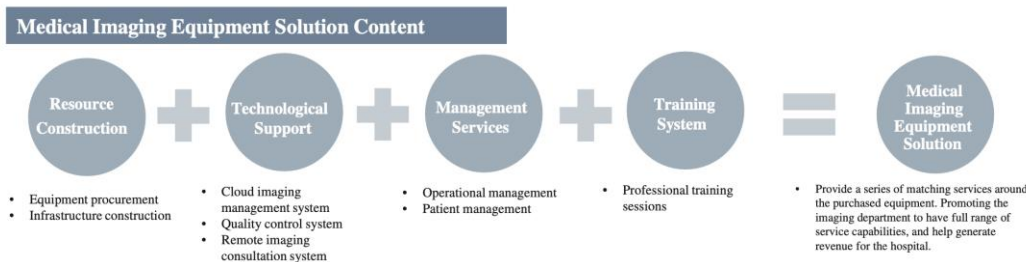 Medical Imaging Equipment Solution Content
Resource
Construction
Technological
Support
Management
Services
Training
System
Medical
Imaging
Equipment
Solution
• Equipment procurement
• Infrastructure construction
• Cloud imaging
management system
• Quality control system
• Remote imaging
consultation system
• Operational management
• Patient management
• Professional training
sessions
• Provide a series of matching services around
the purchased equipment. Promoting the
imaging department to have full range of
service capabilities, and help generate
revenue for the hospital.